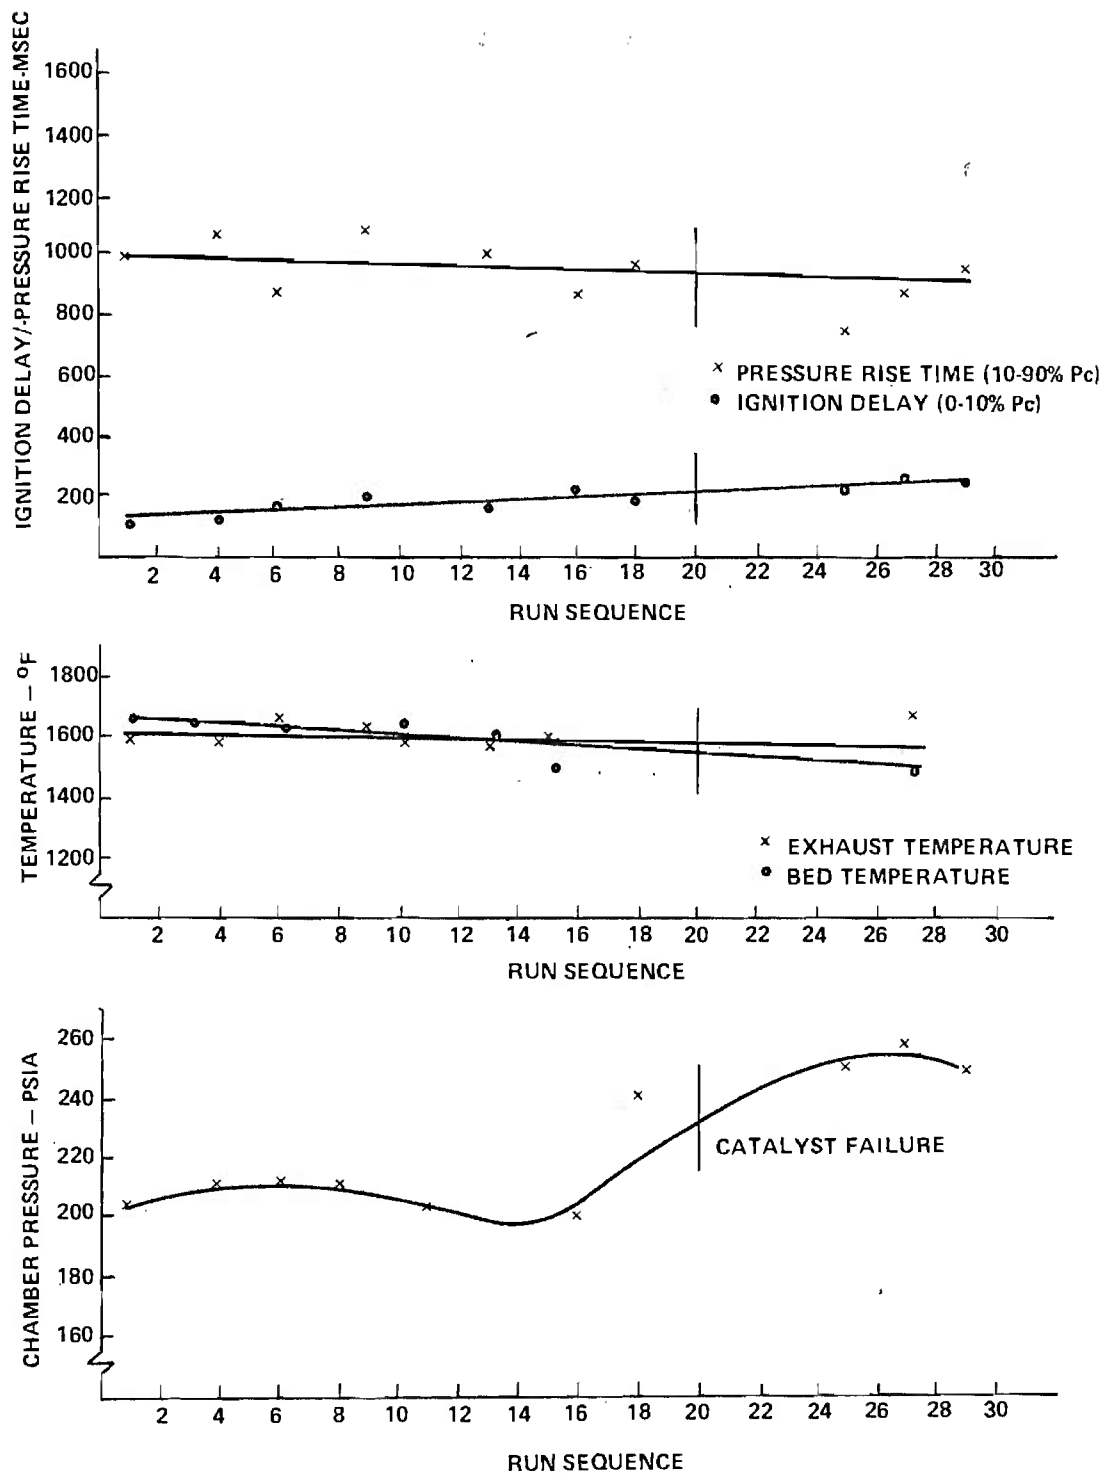 IGNITION DELAY/-PRESSURE RISE TIME-MSEC
1600
1400
1200
1000
800
600
400
200
x PRESSURE RISE TIME (10-90% Pc)
o IGNITION DELAY (0-10% Pc)
2 4 6 8 10 12 14 16 18 20 22 24 26 28 30
RUN SEQUENCE
TEMPERATURE – °F
1800
1600
1400
1200
x EXHAUST TEMPERATURE
o BED TEMPERATURE
2 4 6 8 10 12 14 16 18 20 22 24 26 28 30
RUN SEQUENCE
CHAMBER PRESSURE – PSIA
260
240
220
200
180
160
CATALYST FAILURE
2 4 6 8 10 12 14 16 18 20 22 24 26 28 30
RUN SEQUENCE